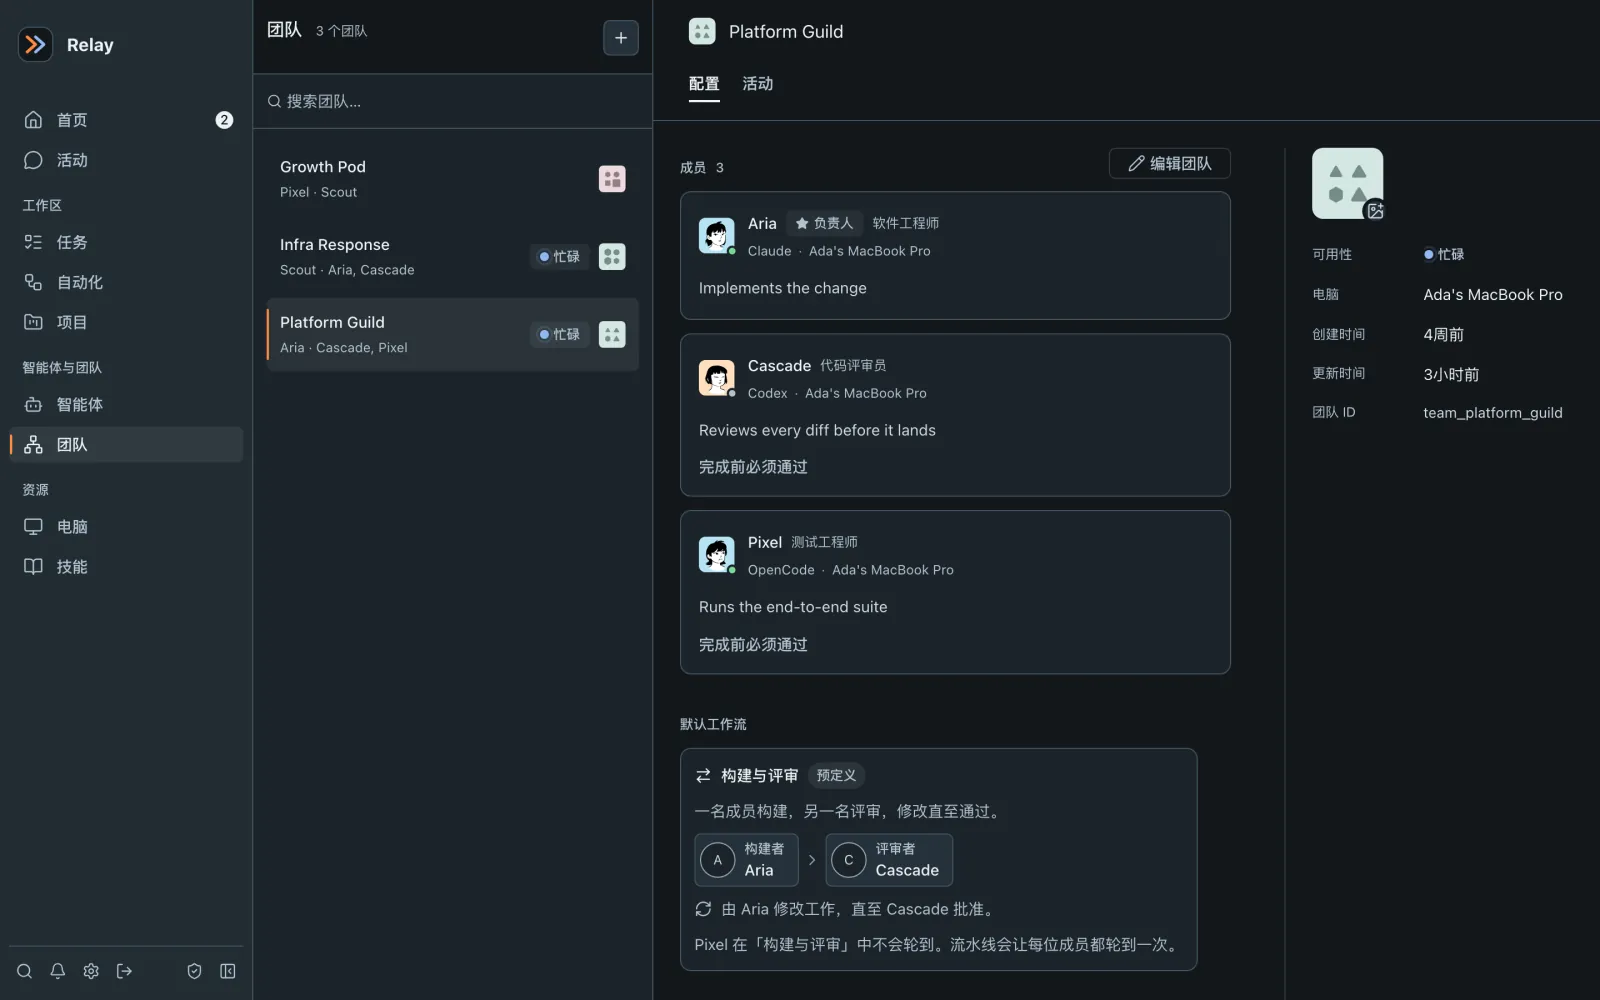 Relay
首页
2
活动
工作区
任务
自动化
项目
智能体与团队
智能体
团队
资源
电脑
技能
团队 3 个团队
搜索团队...
Growth Pod
Pixel · Scout
Infra Response
Scout · Aria, Cascade
忙碌
Platform Guild
Aria · Cascade, Pixel
忙碌
Platform Guild
配置 活动
成员 3
编辑团队
Aria 负责人 软件工程师
Claude · Ada's MacBook Pro
Implements the change
Cascade 代码评审员
Codex · Ada's MacBook Pro
Reviews every diff before it lands
完成前必须通过
Pixel 测试工程师
OpenCode · Ada's MacBook Pro
Runs the end-to-end suite
完成前必须通过
默认工作流
构建与评审 预定义
一名成员构建，另一名评审，修改直至通过。
A 构建者 Aria
C 评审者 Cascade
由 Aria 修改工作，直至 Cascade 批准。
Pixel 在「构建与评审」中不会轮到。流水线会让每位成员都轮到一次。
可用性 忙碌
电脑 Ada's MacBook Pro
创建时间 4周前
更新时间 3小时前
团队 ID team_platform_guild